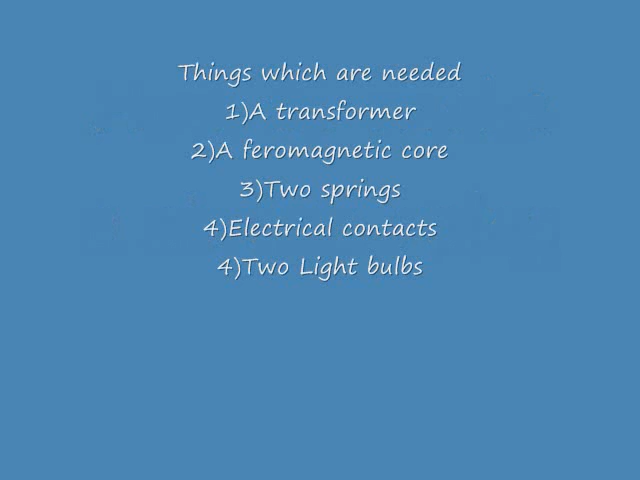 Things which are needed
1)A transformer
2)A feromagnetic core
3)Two springs
4)Electrical contacts
4)Two Light bulbs